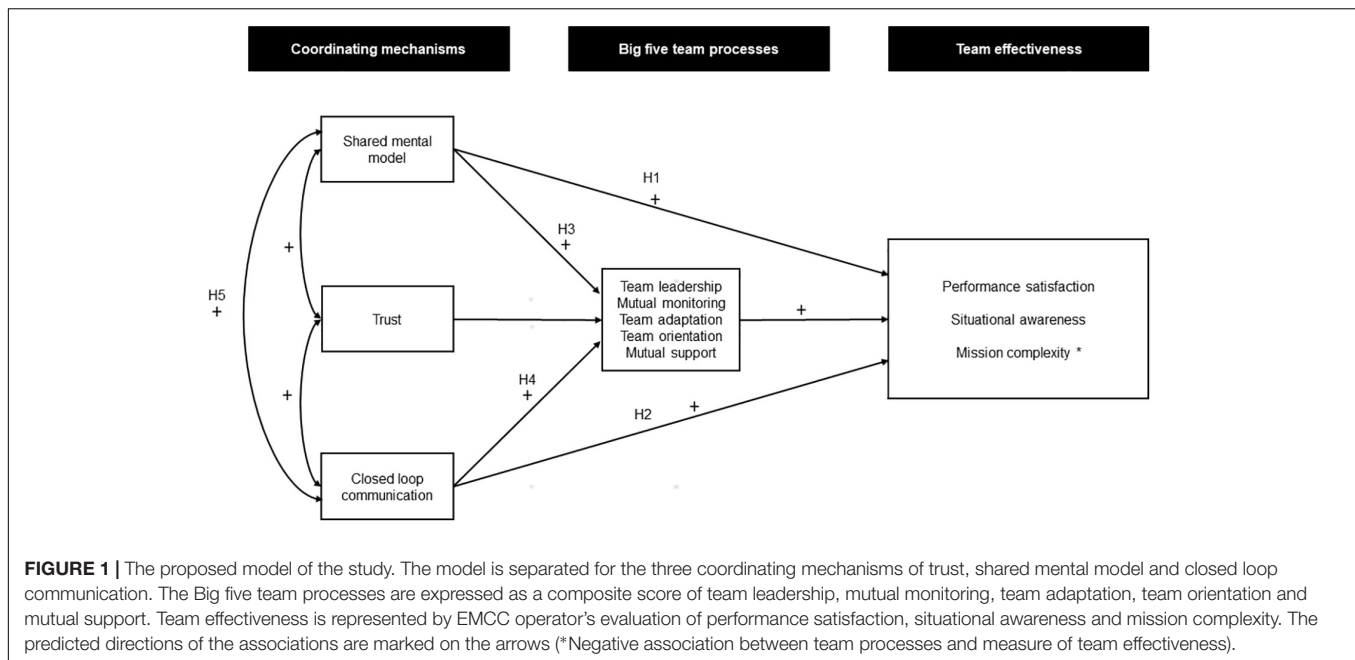 Coordinating mechanisms
Big five team processes
Team effectiveness
Shared mental
model
H1
+
H3
+
+
H5
+
Trust
Team leadership
Mutual monitoring
Team adaptation
Team orientation
Mutual support
+
Performance satisfaction
Situational awareness
Mission complexity *
+
H4
+
H2
+
Closed loop
communication
FIGURE 1 | The proposed model of the study. The model is separated for the three coordinating mechanisms of trust, shared mental model and closed loop
communication. The Big five team processes are expressed as a composite score of team leadership, mutual monitoring, team adaptation, team orientation and
mutual support. Team effectiveness is represented by EMCC operator's evaluation of performance satisfaction, situational awareness and mission complexity. The
predicted directions of the associations are marked on the arrows (*Negative association between team processes and measure of team effectiveness).